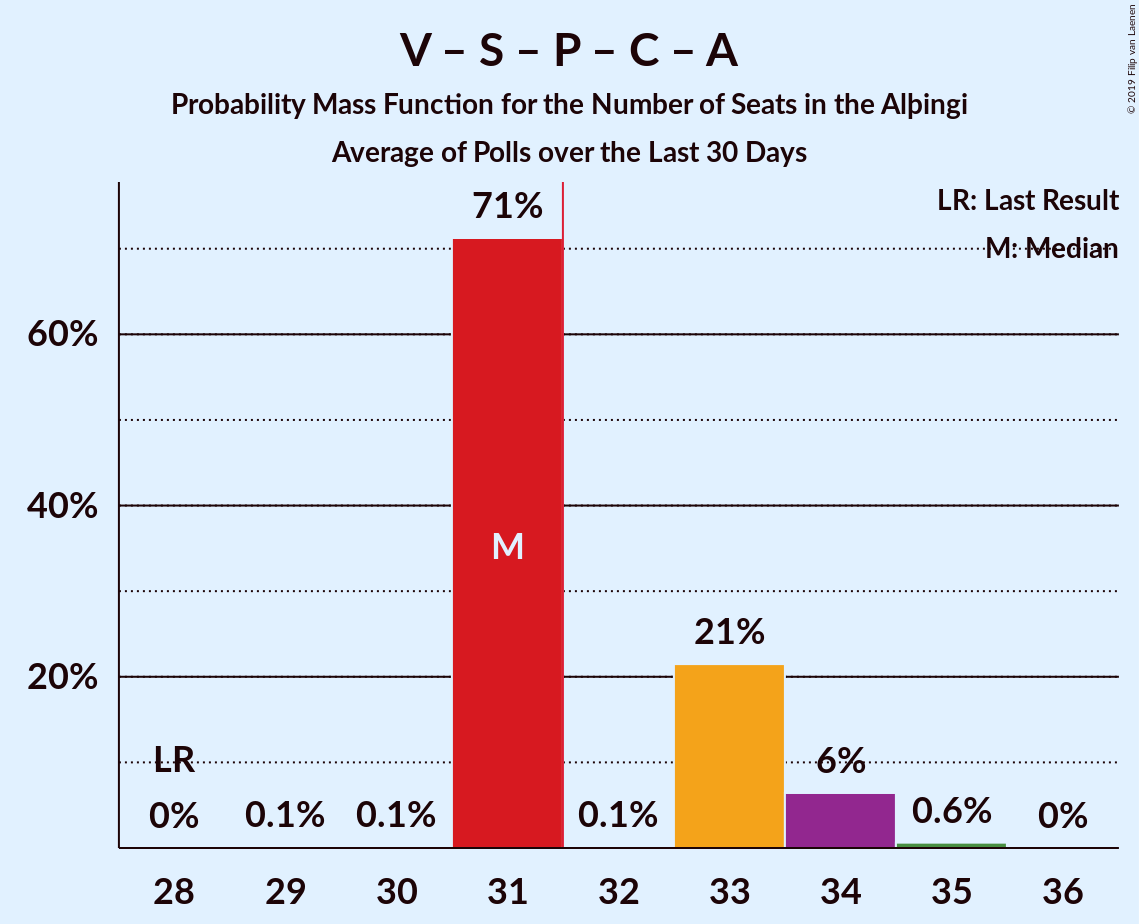 V – S – P – C – A
Probability Mass Function for the Number of Seats in the Alþingi
Average of Polls over the Last 30 Days
© 2019 Filip van Laenen
LR: Last Result
M: Median
71%
60%
40%
M
21%
20%
LR
6%
0%
0.1%
0.1%
0.1%
0.6%
0%
28 29 30 31 32 33 34 35 36